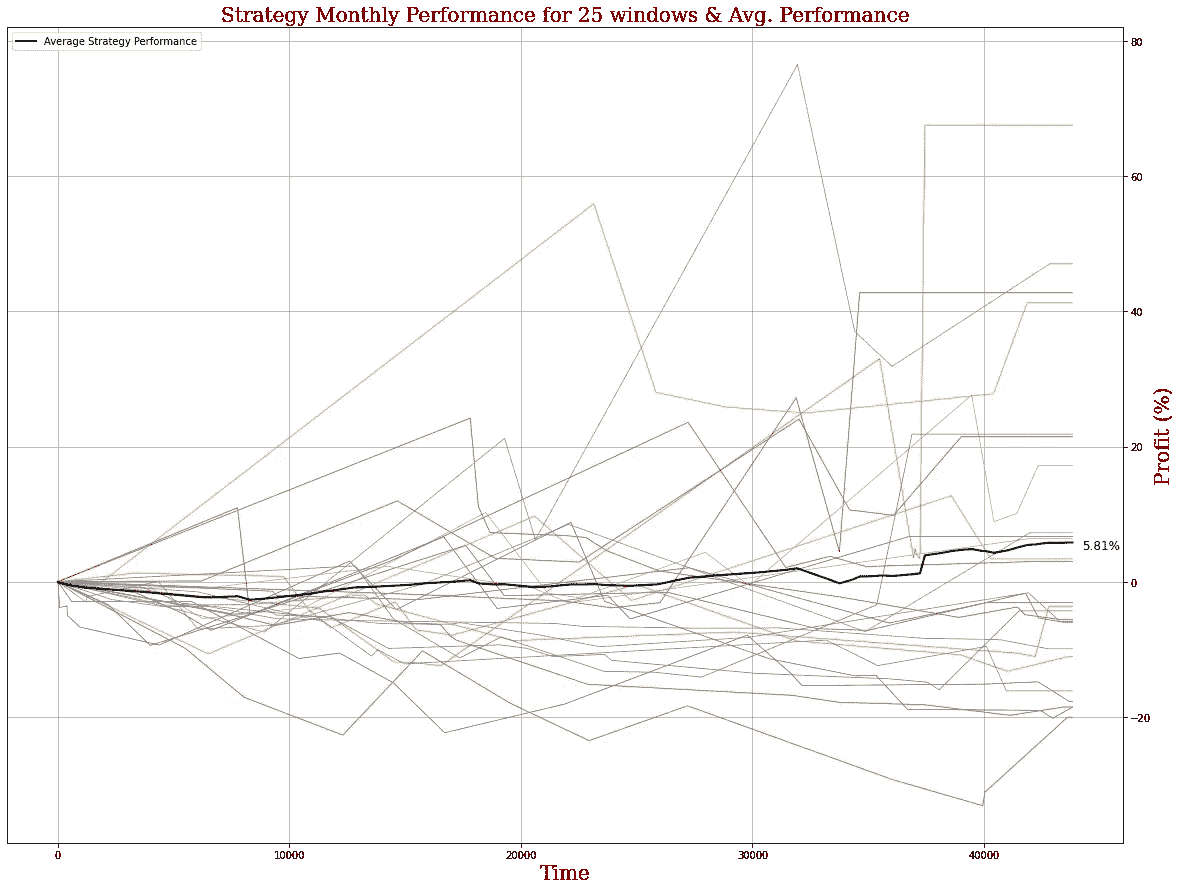 Strategy Monthly Performance for 25 windows & Avg. Performance
Average Strategy Performance
80
60
40
20
0
−20
5.81%
Profit (%)
0 10000 20000 30000 40000
Time